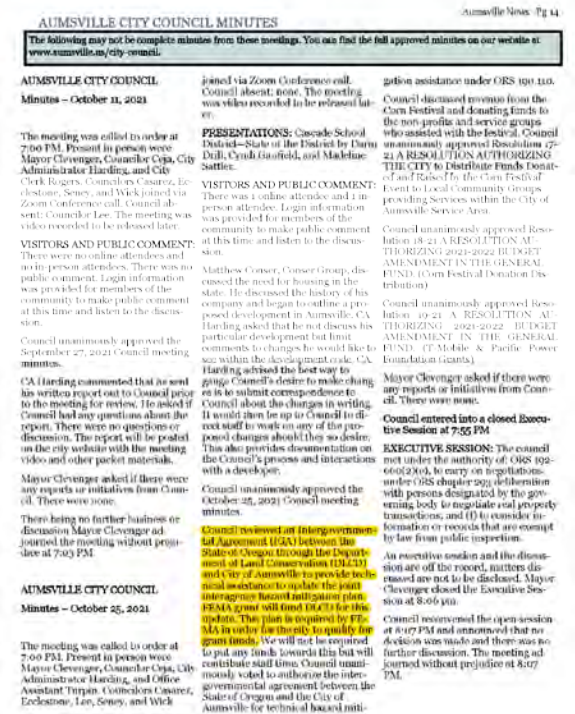 Aumsville News Pg 14
AUMSVILLE CITY COUNCIL MINUTES
The following may not be complete minutes from these meetings. You can find the full approved minutes on our website at
www.aumsville.us/city-council.
AUMSVILLE CITY COUNCIL
Minutes – October 11, 2021
The meeting was called to order at
7:00 PM. Present in person were
Mayor Clevenger, Councilor Ceja, City
Administrator Harding, and City
Clerk Rogers. Councilors Casarez, Ec-
clestone, Seney, and Wick joined via
Zoom Conference call. Council ab-
sent: Councilor Lee. The meeting was
video recorded to be released later.
VISITORS AND PUBLIC COMMENT:
There were no online attendees and
no in-person attendees. There was no
public comment. Login information
was provided for members of the
community to make public comment
at this time and listen to the discus-
sion.
Council unanimously approved the
September 27, 2021 Council meeting
minutes.
CA Harding commented that he sent
his written report out to Council prior
to the meeting for review. He asked if
Council had any questions about the
report. There were no questions or
discussion. The report will be posted
on the city website with the meeting
video and other packet materials.
Mayor Clevenger asked if there were
any reports or initiatives from Coun-
cil. There were none.
There being no further business or
discussion Mayor Clevenger ad-
journed the meeting without preju-
dice at 7:03 PM.
AUMSVILLE CITY COUNCIL
Minutes – October 25, 2021
The meeting was called to order at
7:00 PM. Present in person were
Mayor Clevenger, Councilor Ceja, City
Administrator Harding, and Office
Assistant Turpin. Councilors Casarez,
Ecclestone, Lee, Seney, and Wick
joined via Zoom Conference call.
Council absent: none. The meeting
was video recorded to be released lat-
er.
PRESENTATIONS: Cascade School
District—State of the District by Darin
Drill, Cyndi Ganfield, and Madeline
Sattler.
VISITORS AND PUBLIC COMMENT:
There was 1 online attendee and 1 in-
person attendee. Login information
was provided for members of the
community to make public comment
at this time and listen to the discus-
sion.
Matthew Conser, Conser Group, dis-
cussed the need for housing in the
state. He discussed the history of his
company and began to outline a pro-
posed development in Aumsville. CA
Harding asked that he not discuss his
particular development but limit
comments to changes he would like to
see within the development code. CA
Harding advised the best way to
gauge Council's desire to make chang
es is to submit correspondence to
Council about the changes in writing.
It would then be up to Council to di-
rect staff to work on any of the pro-
posed changes should they so desire.
This also provides documentation on
the Council's process and interactions
with a developer.
Council unanimously approved the
October 25, 2021 Council meeting
minutes.
Council reviewed an Intergovernmen-
tal Agreement (IGA) between the
State of Oregon through the Depart-
ment of Land Conservation (DLCD)
and City of Aumsville to provide tech-
nical assistance to update the joint
interagency hazard mitigation plan.
FEMA grant will fund DLCD for this
update. The plan is required by FE-
MA in order for the city to qualify for
grant funds. We will not be required
to put any funds towards this but will
contribute staff time. Council unani-
mously voted to authorize the inter-
governmental agreement between the
State of Oregon and the City of
Aumsville for technical hazard miti-
gation assistance under ORS 190.110.
Council discussed revenue from the
Corn Festival and donating funds to
the non-profits and service groups
who assisted with the festival. Council
unanimously approved Resolution 17-
21 A RESOLUTION AUTHORIZING
THE CITY to Distribute Funds Donat-
ed and Raised by the Corn Festival
Event to Local Community Groups
providing Services within the City of
Aumsville Service Area.
Council unanimously approved Reso-
lution 18-21 A RESOLUTION AU-
THORIZING 2021-2022 BUDGET
AMENDMENT IN THE GENERAL
FUND. (Corn Festival Donation Dis-
tribution)
Council unanimously approved Reso-
lution 19-21 A RESOLUTION AU-
THORIZING 2021-2022 BUDGET
AMENDMENT IN THE GENERAL
FUND. (T Mobile & Pacific Power
Foundation Grants)
Mayor Clevenger asked if there were
any reports or initiatives from Coun-
cil. There were none.
Council entered into a closed Execu-
tive Session at 7:55 PM
EXECUTIVE SESSION: The council
met under the authority of: ORS 192-
660(2)(e), to carry on negotiations
under ORS chapter 293 deliberation
with persons designated by the gov-
erning body to negotiate real property
transactions; and (f) to consider in-
formation or records that are exempt
by law from public inspection.
An executive session and the discus-
sion are off the record, matters dis-
cussed are not to be disclosed. Mayor
Clevenger closed the Executive Ses-
sion at 8:06 pm.
Council reconvened the open session
at 8:07 PM and announced that no
decision was made and there was no
further discussion. The meeting ad-
journed without prejudice at 8:07
PM.